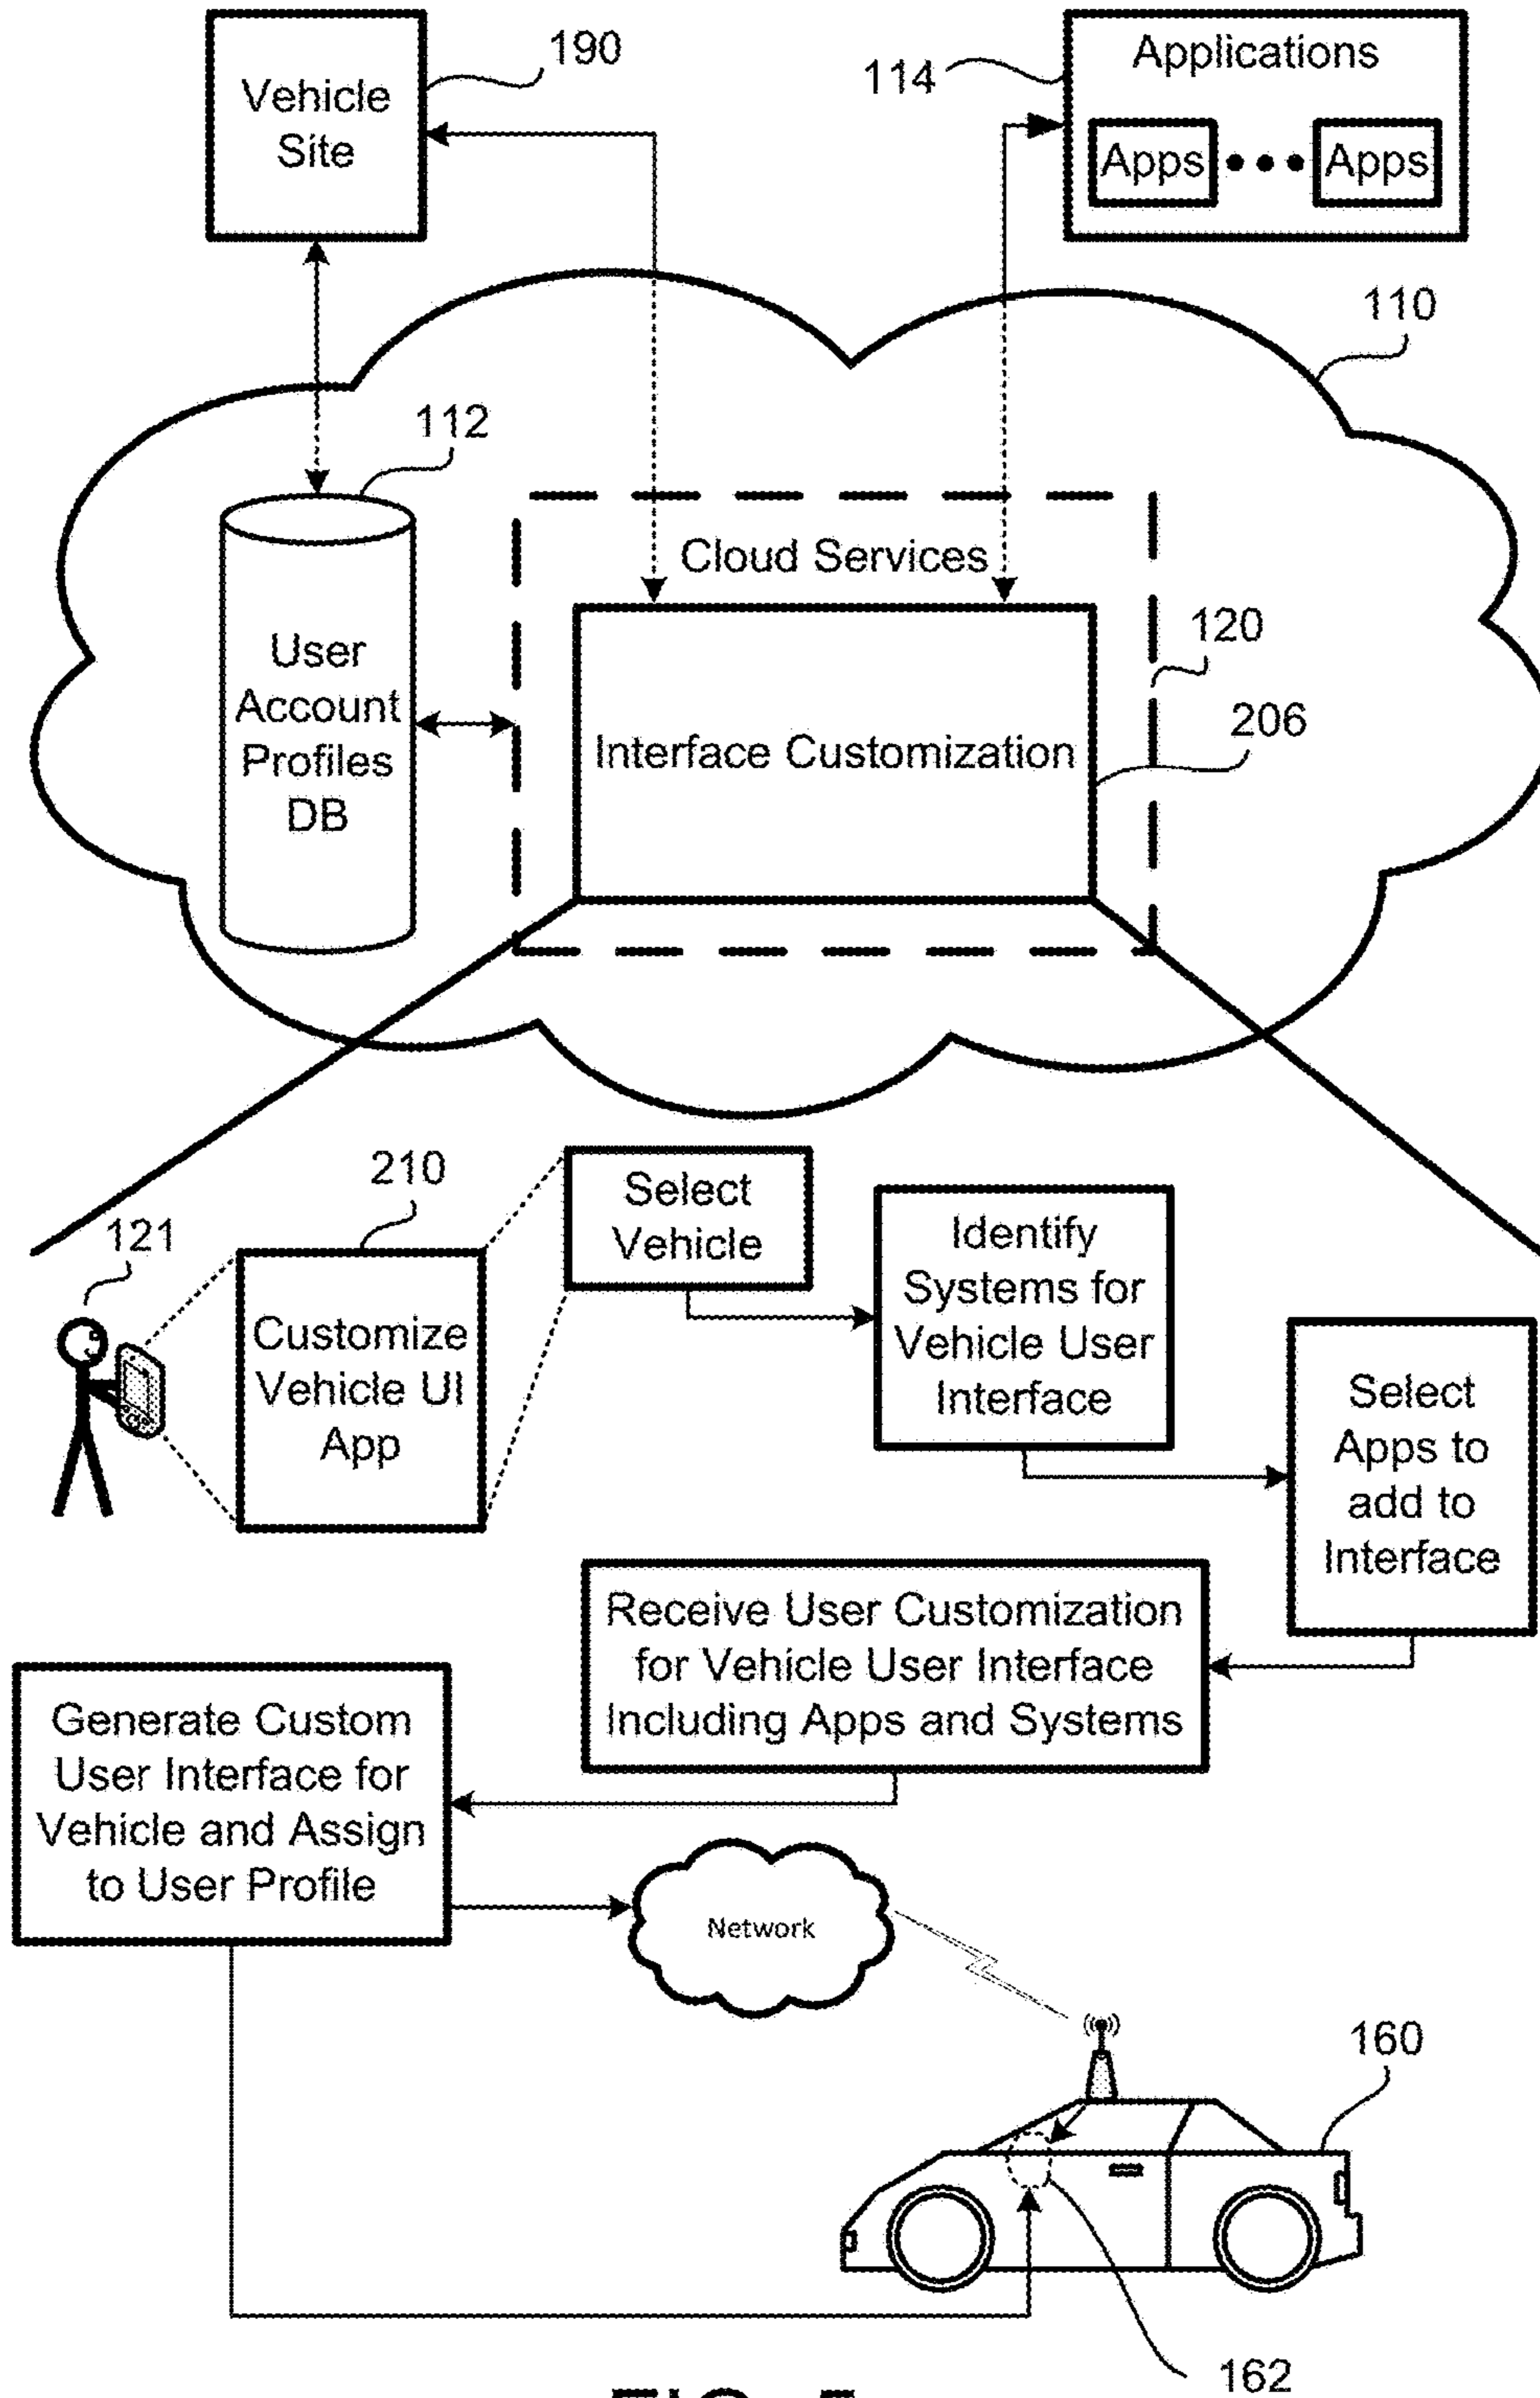 190
Vehicle
Site
114
Applications
Apps
Apps
110
112
Cloud Services
120
User
Account
Profiles
DB
206
Interface Customization
210
Select
Vehicle
121
Identify
Systems for
Vehicle User
Interface
Customize
Vehicle UI
App
Select
Apps to
add to
Interface
Receive User Customization
for Vehicle User Interface
Including Apps and Systems
Generate Custom
User Interface for
Vehicle and Assign
to User Profile
Network
160
162